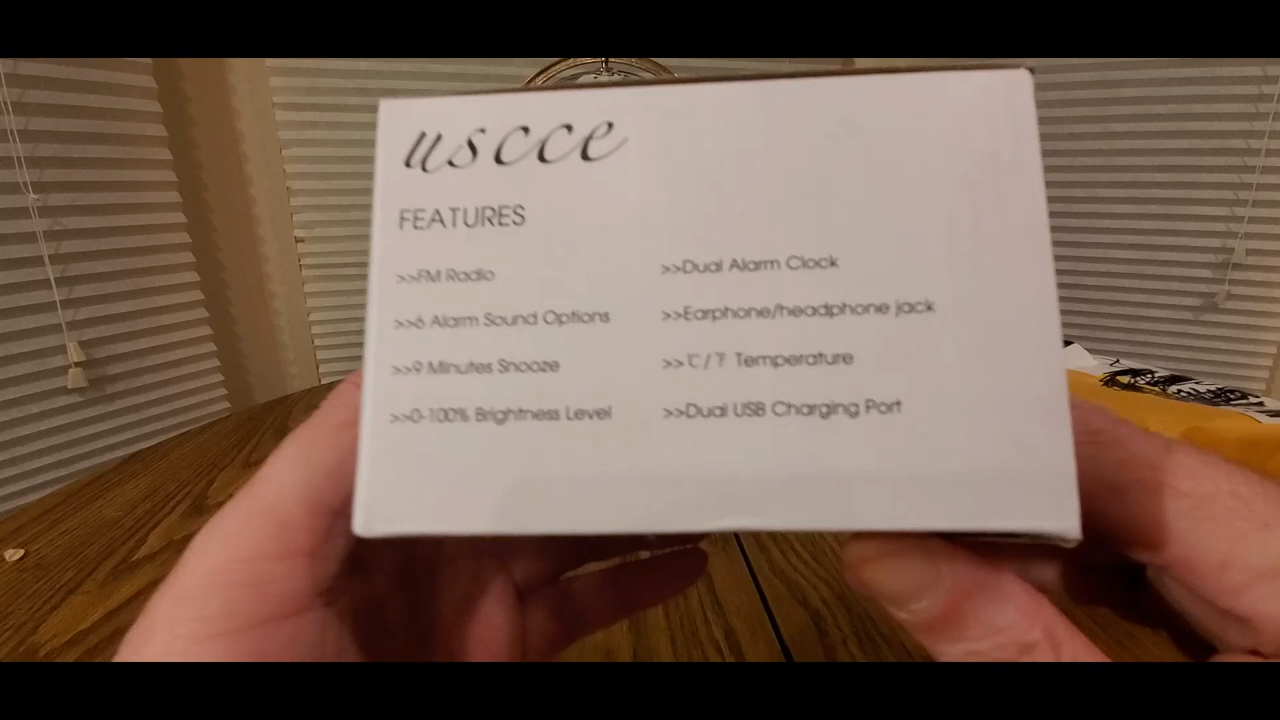 uscce
FEATURES
>>FM Radio
>>6 Alarm Sound Options
>>9 Minutes Snooze
>>0-100% Brightness Level
>>Dual Alarm Clock
>>Earphone/headphone jack
>>℃/℉ Temperature
>>Dual USB Charging Port